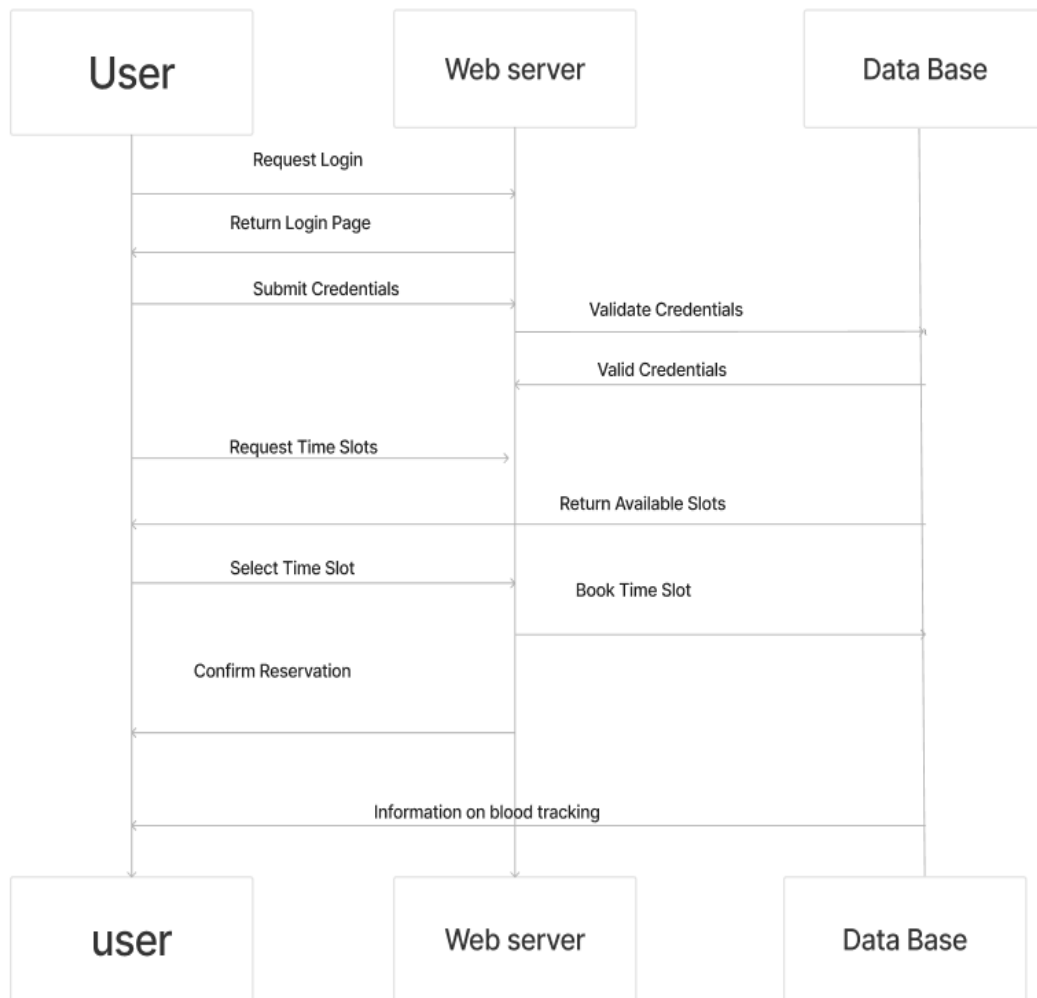 User
Web server
Data Base
Request Login
Return Login Page
Submit Credentials
Validate Credentials
Valid Credentials
Request Time Slots
Return Available Slots
Select Time Slot
Book Time Slot
Confirm Reservation
Information on blood tracking
user
Web server
Data Base